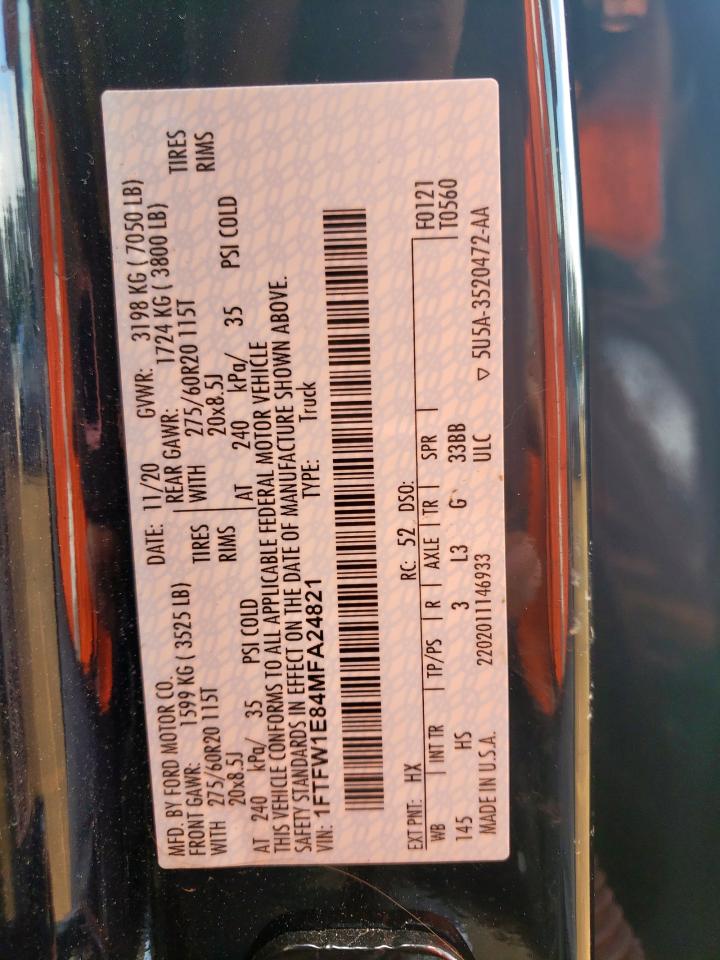 MFD. BY FORD MOTOR CO. DATE: 11/20 GVWR: 3198 KG ( 7050 LB)
FRONT GAWR: 1599 KG ( 3525 LB) REAR GAWR: 1724 KG ( 3800 LB)
WITH 275/60R20 115T TIRES WITH 275/60R20 115T TIRES
20x8.5J RIMS 20x8.5J RIMS
AT 240 kPa/ 35 PSI COLD AT 240 kPa/ 35 PSI COLD
THIS VEHICLE CONFORMS TO ALL APPLICABLE FEDERAL MOTOR VEHICLE
SAFETY STANDARDS IN EFFECT ON THE DATE OF MANUFACTURE SHOWN ABOVE.
VIN: 1FTFW1E84MFA24821 TYPE: Truck
EXT PNT: HX RC: 52 DSO: F0121
WB INT TR TP/PS R AXLE TR SPR T0560
145 HS 3 L3 G 33BB
MADE IN U.S.A. 2202011146933 ULC ▽ 5U5A-3520472-AA